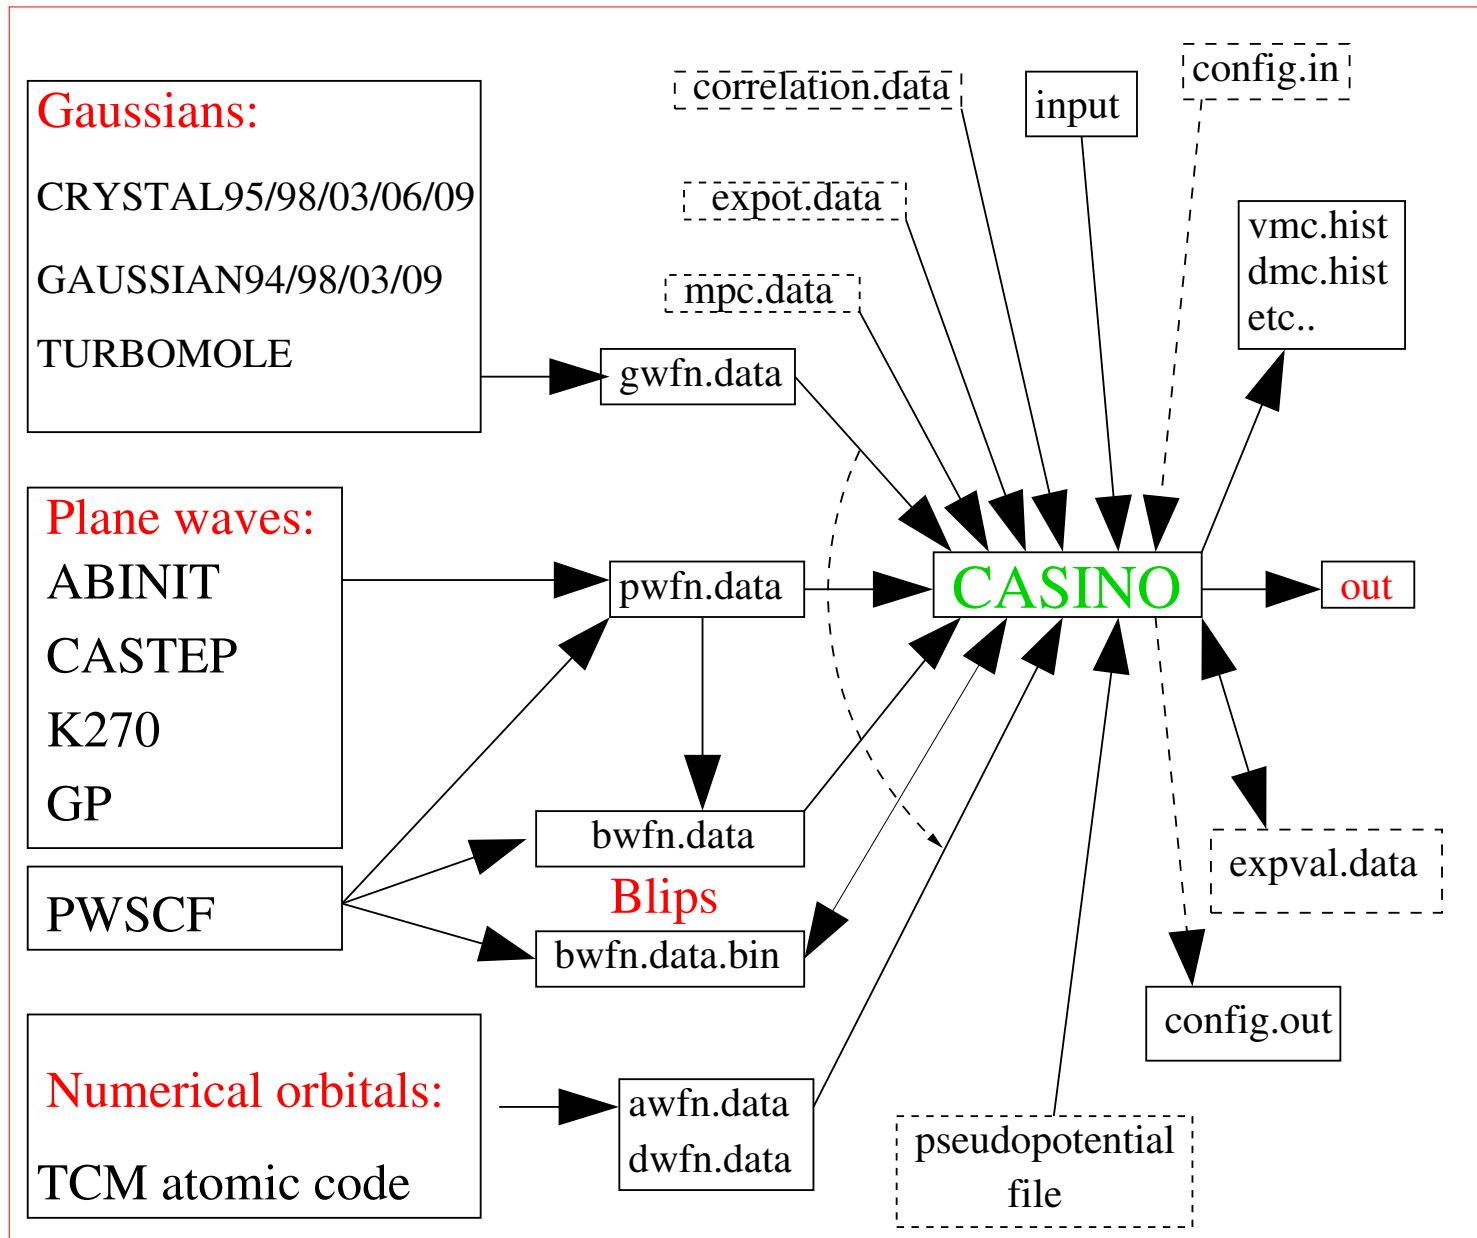 Gaussians:
CRYSTAL95/98/03/06/09
GAUSSIAN94/98/03/09
TURBOMOLE
correlation.data
input
config.in
expot.data
mpc.data
gwfn.data
vmc.hist
dmc.hist
etc..
Plane waves:
ABINIT
CASTEP
K270
GP
PWSCF
pwfn.data
CASINO
out
bwfn.data
Blips
bwfn.data.bin
expval.data
config.out
Numerical orbitals:
TCM atomic code
awfn.data
dwfn.data
pseudopotential
file